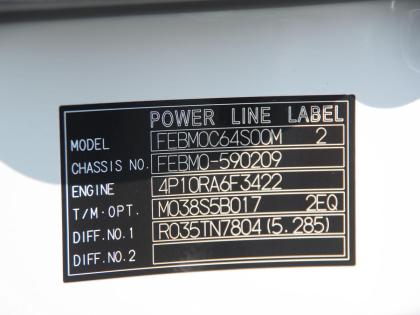 POWER LINE LABEL
MODEL FEBM0C64S00M 2
CHASSIS NO. FEBM0-590209
ENGINE 4P10RA6F3422
T/M·OPT. M038S5B017 2FQ
DIFF.NO.1 R035TN7804(5.285)
DIFF.NO.2